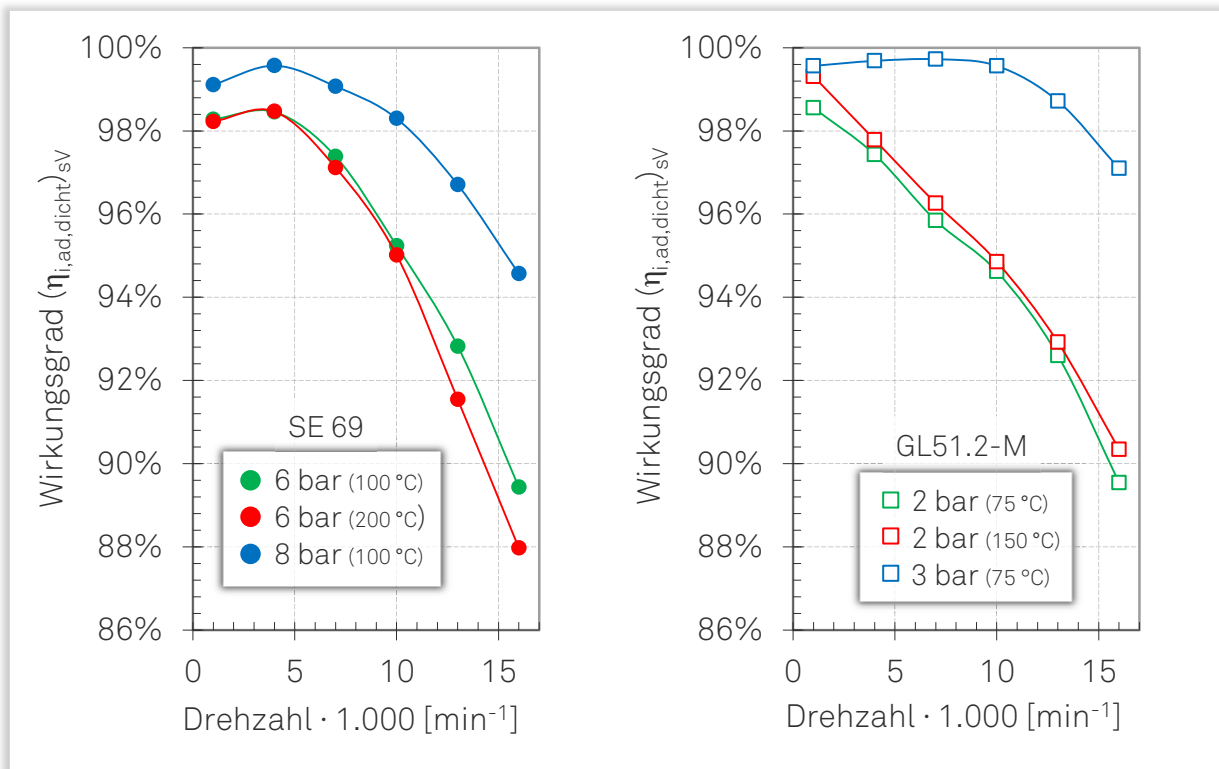 100%
98%
96%
94%
92%
90%
88%
86%
Wirkungsgrad (η i,ad,dicht)sV
SE 69
6 bar (100 °C)
6 bar (200 °C)
8 bar (100 °C)
0 5 10 15
Drehzahl · 1.000 [min⁻¹]
100%
98%
96%
94%
92%
90%
88%
86%
Wirkungsgrad (η i,ad,dicht)sV
GL51.2-M
2 bar (75 °C)
2 bar (150 °C)
3 bar (75 °C)
0 5 10 15
Drehzahl · 1.000 [min⁻¹]